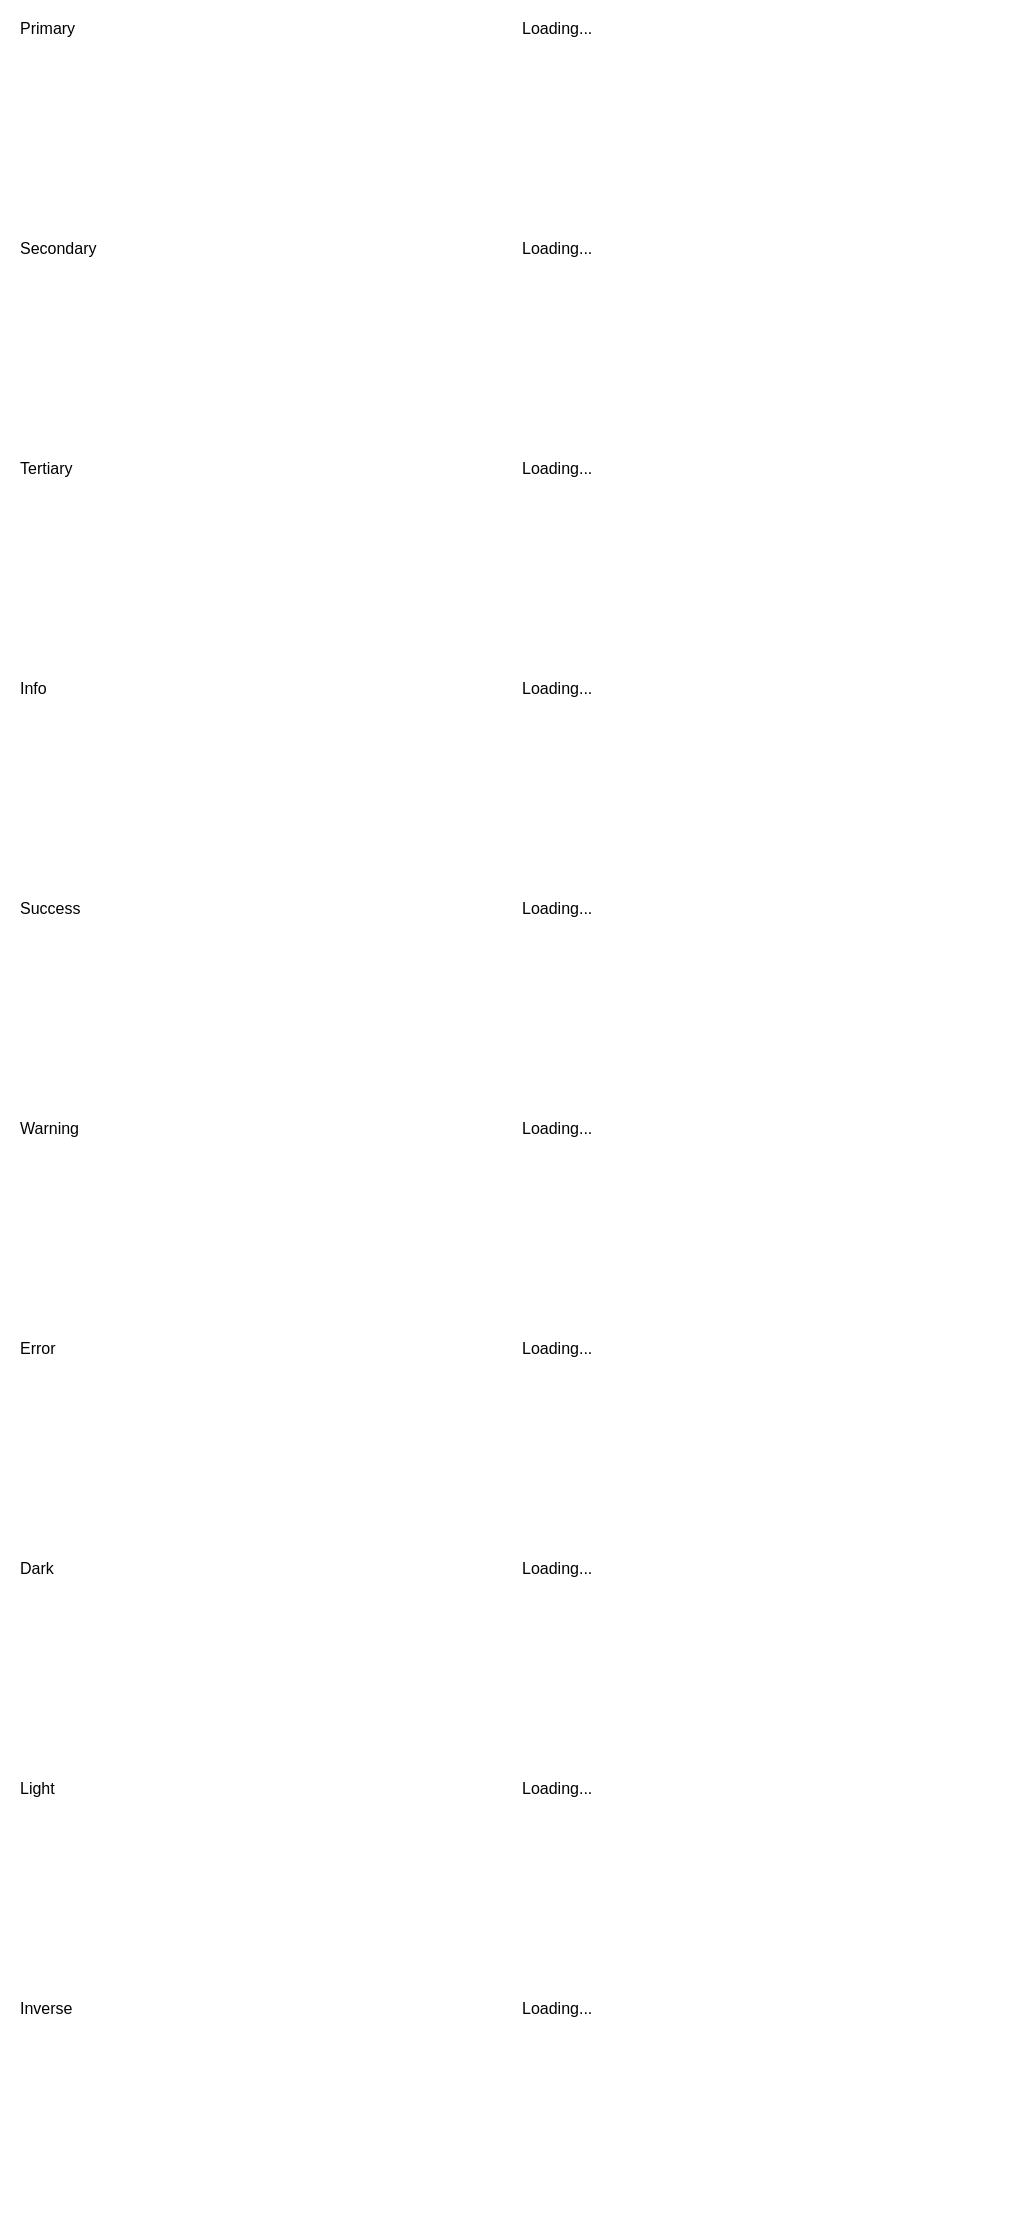 Primary Loading...
Secondary Loading...
Tertiary Loading...
Info Loading...
Success Loading...
Warning Loading...
Error Loading...
Dark Loading...
Light Loading...
Inverse Loading...